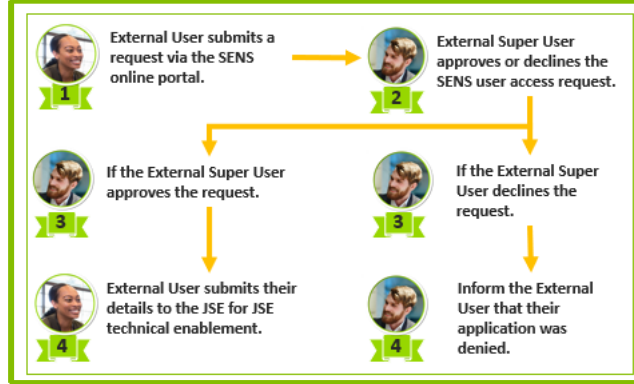 External User submits a
request via the SENS
online portal.
1
External Super User
approves or declines the
SENS user access request.
2
If the External Super User
approves the request.
3
If the External Super
User declines the
request.
3
External User submits their
details to the JSE for JSE
technical enablement.
4
Inform the External
User that their
application was
denied.
4